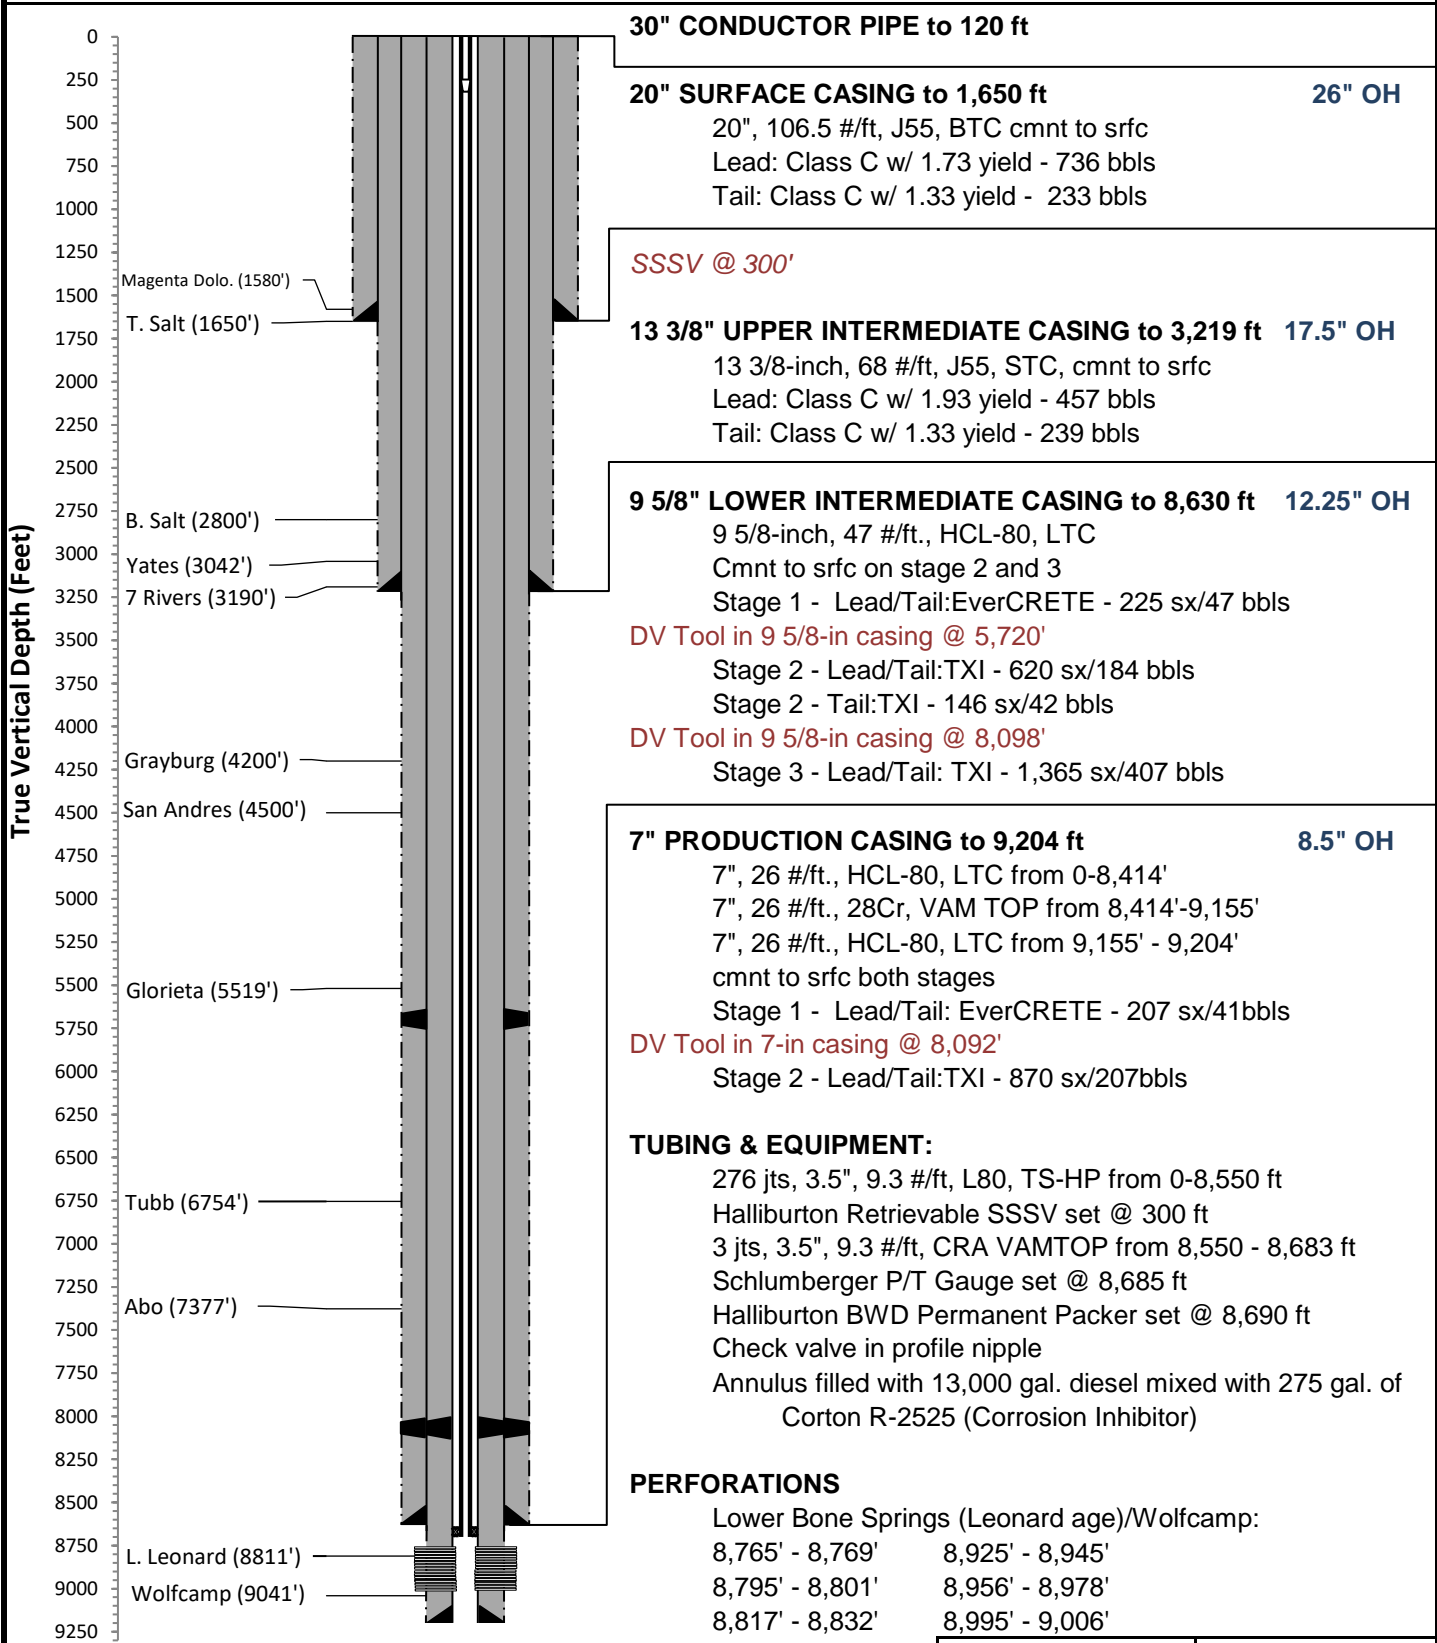 30" CONDUCTOR PIPE to 120 ft
20" SURFACE CASING to 1,650 ft 26" OH
20", 106.5 #/ft, J55, BTC cmnt to srfc
Lead: Class C w/ 1.73 yield - 736 bbls
Tail: Class C w/ 1.33 yield - 233 bbls
SSSV @ 300'
13 3/8" UPPER INTERMEDIATE CASING to 3,219 ft 17.5" OH
13 3/8-inch, 68 #/ft, J55, STC, cmnt to srfc
Lead: Class C w/ 1.93 yield - 457 bbls
Tail: Class C w/ 1.33 yield - 239 bbls
9 5/8" LOWER INTERMEDIATE CASING to 8,630 ft 12.25" OH
9 5/8-inch, 47 #/ft., HCL-80, LTC
Cmnt to srfc on stage 2 and 3
Stage 1 - Lead/Tail:EverCRETE - 225 sx/47 bbls
DV Tool in 9 5/8-in casing @ 5,720'
Stage 2 - Lead/Tail:TXI - 620 sx/184 bbls
Stage 2 - Tail:TXI - 146 sx/42 bbls
DV Tool in 9 5/8-in casing @ 8,098'
Stage 3 - Lead/Tail: TXI - 1,365 sx/407 bbls
7" PRODUCTION CASING to 9,204 ft 8.5" OH
7", 26 #/ft., HCL-80, LTC from 0-8,414'
7", 26 #/ft., 28Cr, VAM TOP from 8,414'-9,155'
7", 26 #/ft., HCL-80, LTC from 9,155' - 9,204'
cmnt to srfc both stages
Stage 1 - Lead/Tail: EverCRETE - 207 sx/41bbls
DV Tool in 7-in casing @ 8,092'
Stage 2 - Lead/Tail:TXI - 870 sx/207bbls
TUBING & EQUIPMENT:
276 jts, 3.5", 9.3 #/ft, L80, TS-HP from 0-8,550 ft
Halliburton Retrievable SSSV set @ 300 ft
3 jts, 3.5", 9.3 #/ft, CRA VAMTOP from 8,550 - 8,683 ft
Schlumberger P/T Gauge set @ 8,685 ft
Halliburton BWD Permanent Packer set @ 8,690 ft
Check valve in profile nipple
Annulus filled with 13,000 gal. diesel mixed with 275 gal. of
Corton R-2525 (Corrosion Inhibitor)
PERFORATIONS
Lower Bone Springs (Leonard age)/Wolfcamp:
8,765' - 8,769' 8,925' - 8,945'
8,795' - 8,801' 8,956' - 8,978'
8,817' - 8,832' 8,995' - 9,006'
True Vertical Depth (Feet)
0
250
500
750
1000
1250
1500
1750
2000
2250
2500
2750
3000
3250
3500
3750
4000
4250
4500
4750
5000
5250
5500
5750
6000
6250
6500
6750
7000
7250
7500
7750
8000
8250
8500
8750
9000
9250
Magenta Dolo. (1580')
T. Salt (1650')
B. Salt (2800')
Yates (3042')
7 Rivers (3190')
Grayburg (4200')
San Andres (4500')
Glorieta (5519')
Tubb (6754')
Abo (7377')
L. Leonard (8811')
Wolfcamp (9041')